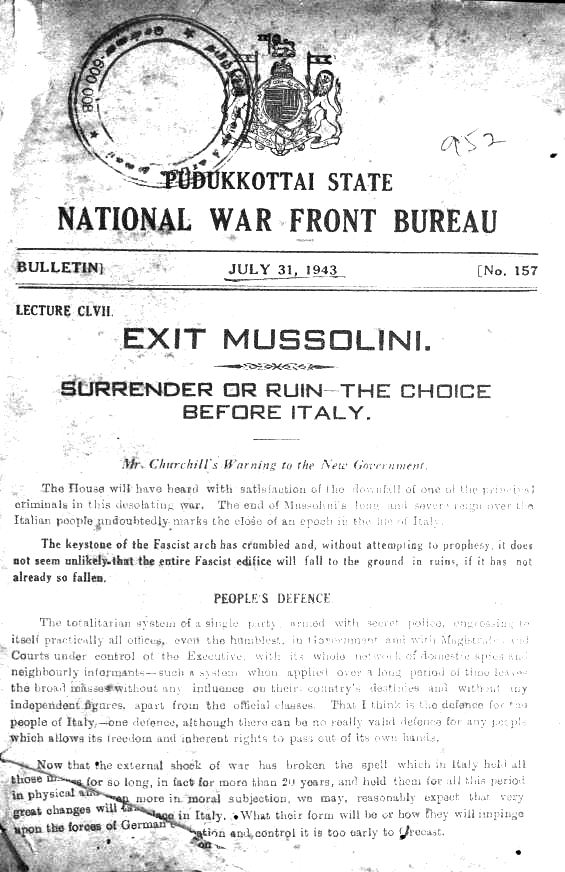 600 008
952
PUDUKKOTTAI STATE
NATIONAL WAR FRONT BUREAU
BULLETIN]
JULY 31, 1943
[No. 157
LECTURE CLVII.
EXIT MUSSOLINI.
SURRENDER OR RUIN—THE CHOICE
BEFORE ITALY.
Mr. Churchill's Warning to the New Government.
The House will have heard with satisfaction of the downfall of one of the principal
criminals in this desolating war. The end of Mussolini's long and severe reign over the
Italian people undoubtedly marks the close of an epoch in the life of Italy.
The keystone of the Fascist arch has crumbled and, without attempting to prophesy, it does
not seem unlikely that the entire Fascist edifice will fall to the ground in ruins, if it has not
already so fallen.
PEOPLE'S DEFENCE
The totalitarian system of a single party, armed with secret police, engrossing to
itself practically all offices, even the humblest, in Government and with Magistrates and
Courts under control of the Executive, with its whole network of domestic spies and
neighbourly informants—such a system when applied over a long period of time leaves
the broad masses without any influence on their country's destinies and without any
independent figures, apart from the official classes. That I think is the defence for the
people of Italy,—one defence, although there can be no really valid defence for any people
which allows its freedom and inherent rights to pass out of its own hands.
Now that the external shock of war has broken the spell which in Italy held all
those for so long, in fact for more than 20 years, and held them for all this period
in physical and even more in moral subjection, we may, reasonably expect that very
great changes will take place in Italy. What their form will be or how they will impinge
upon the forces of German and control it is too early to forecast.
on